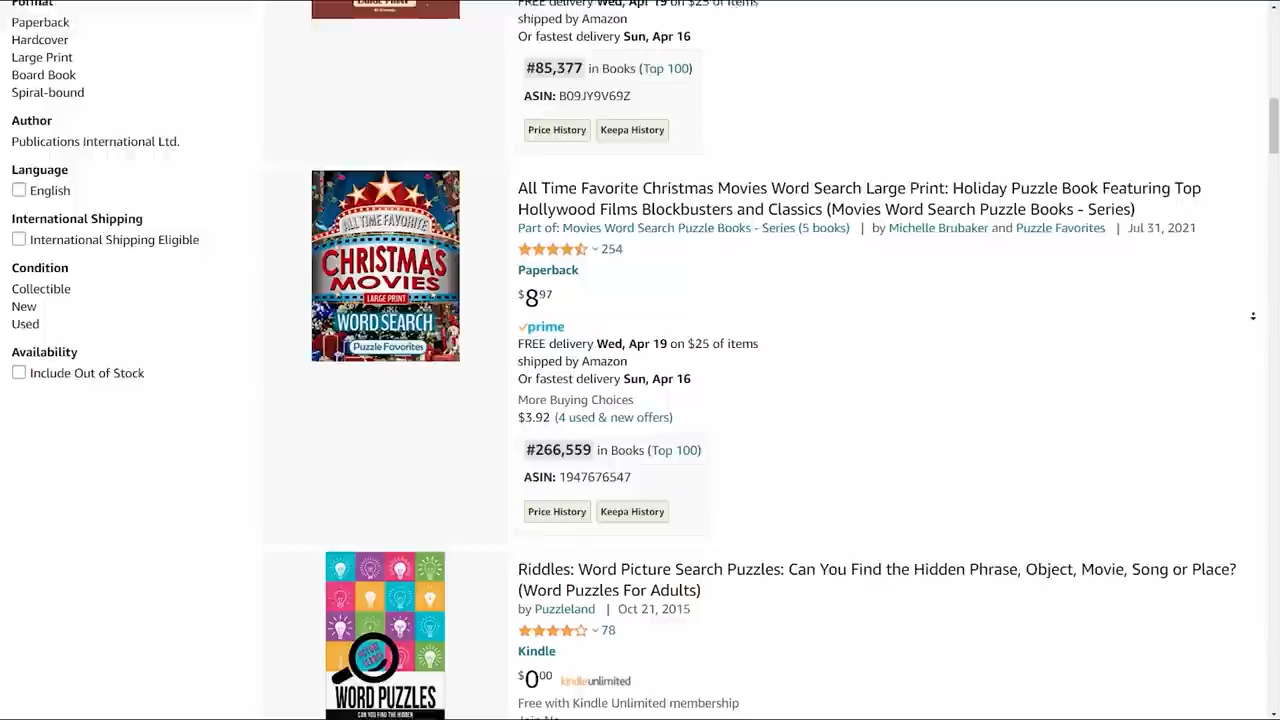 Format
Paperback
Hardcover
Large Print
Board Book
Spiral-bound
Author
Publications International Ltd.
Language
English
International Shipping
International Shipping Eligible
Condition
Collectible
New
Used
Availability
Include Out of Stock
LARGE PRINT
FREE delivery Wed, Apr 19 on $25 of items
shipped by Amazon
Or fastest delivery Sun, Apr 16
#85,377 in Books (Top 100)
ASIN: B09JY9V69Z
Price History Keepa History
ALL TIME FAVORITE
CHRISTMAS
MOVIES
LARGE PRINT
WORD SEARCH
Puzzle Favorites
All Time Favorite Christmas Movies Word Search Large Print: Holiday Puzzle Book Featuring Top
Hollywood Films Blockbusters and Classics (Movies Word Search Puzzle Books - Series)
Part of: Movies Word Search Puzzle Books - Series (5 books) | by Michelle Brubaker and Puzzle Favorites | Jul 31, 2021
254
Paperback
$897
prime
FREE delivery Wed, Apr 19 on $25 of items
shipped by Amazon
Or fastest delivery Sun, Apr 16
More Buying Choices
$3.92 (4 used & new offers)
#266,559 in Books (Top 100)
ASIN: 1947676547
Price History Keepa History
WORD PUZZLES
CAN YOU FIND THE HIDDEN
Riddles: Word Picture Search Puzzles: Can You Find the Hidden Phrase, Object, Movie, Song or Place?
(Word Puzzles For Adults)
by Puzzleland | Oct 21, 2015
78
Kindle
$000 kindleunlimited
Free with Kindle Unlimited membership